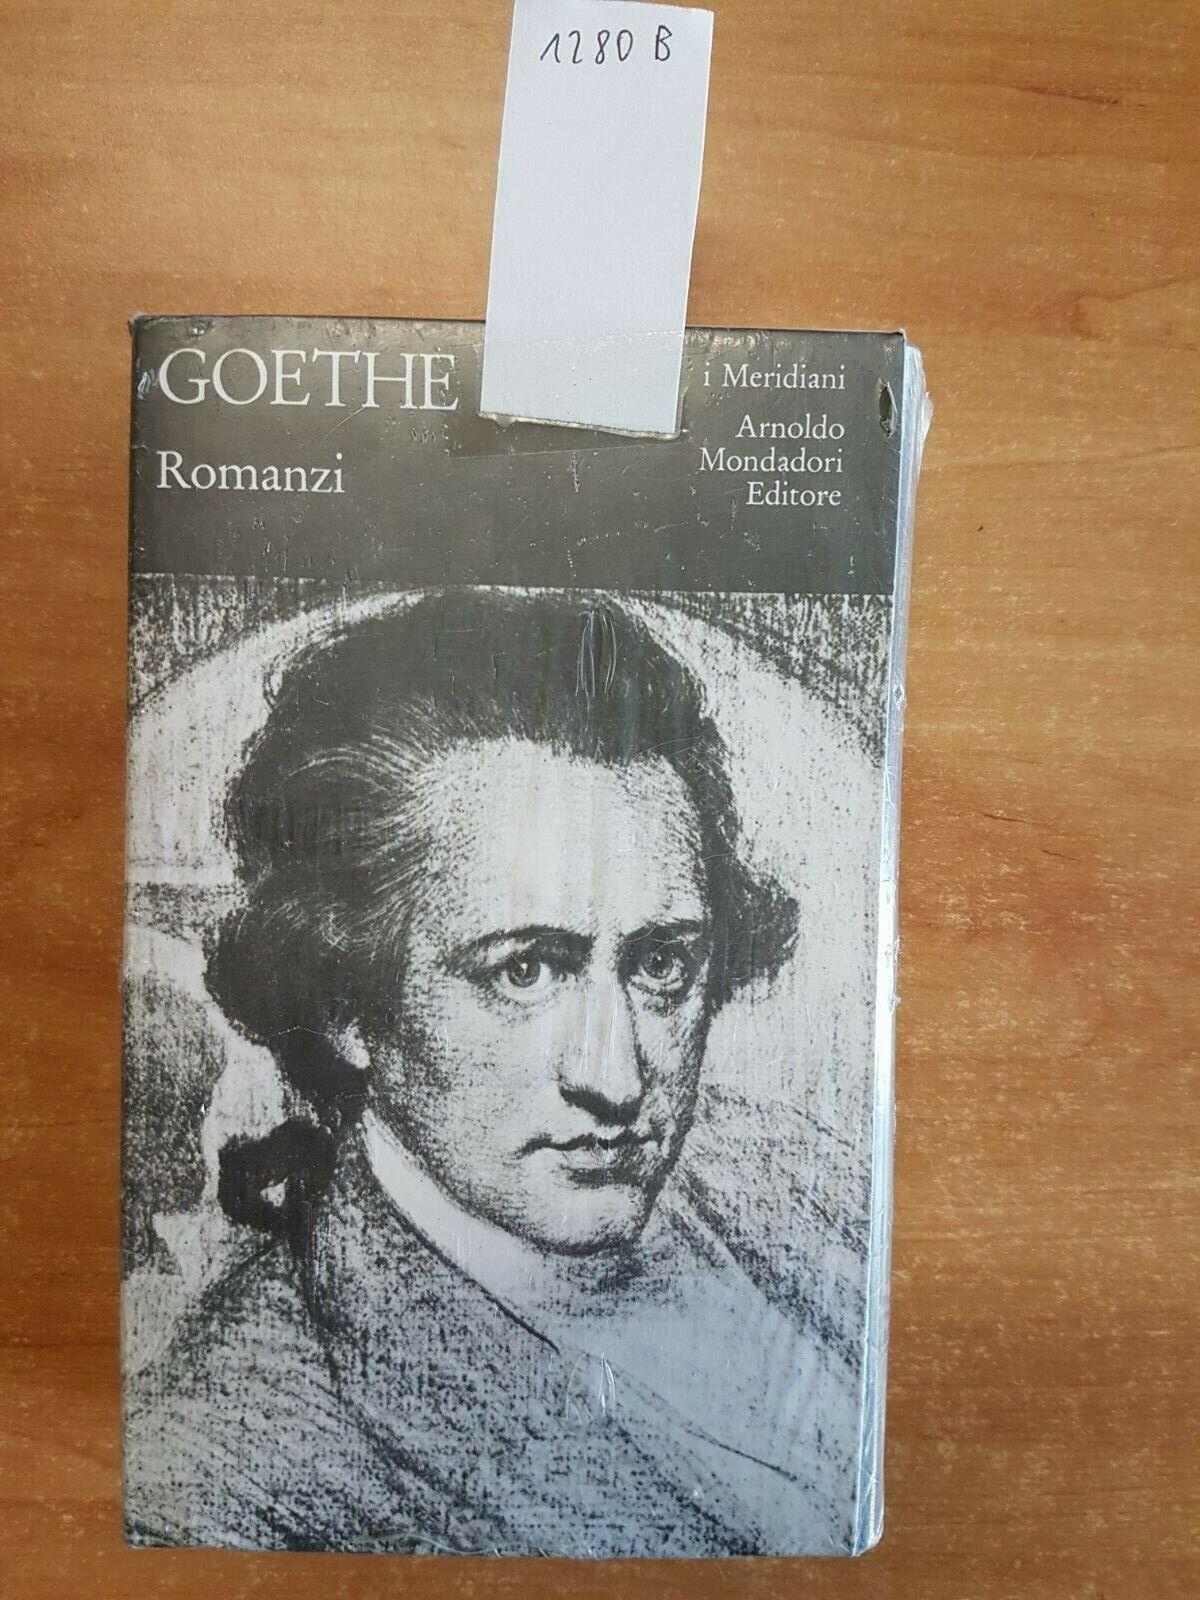 1280 B
GOETHE
Romanzi
i Meridiani
Arnoldo
Mondadori
Editore